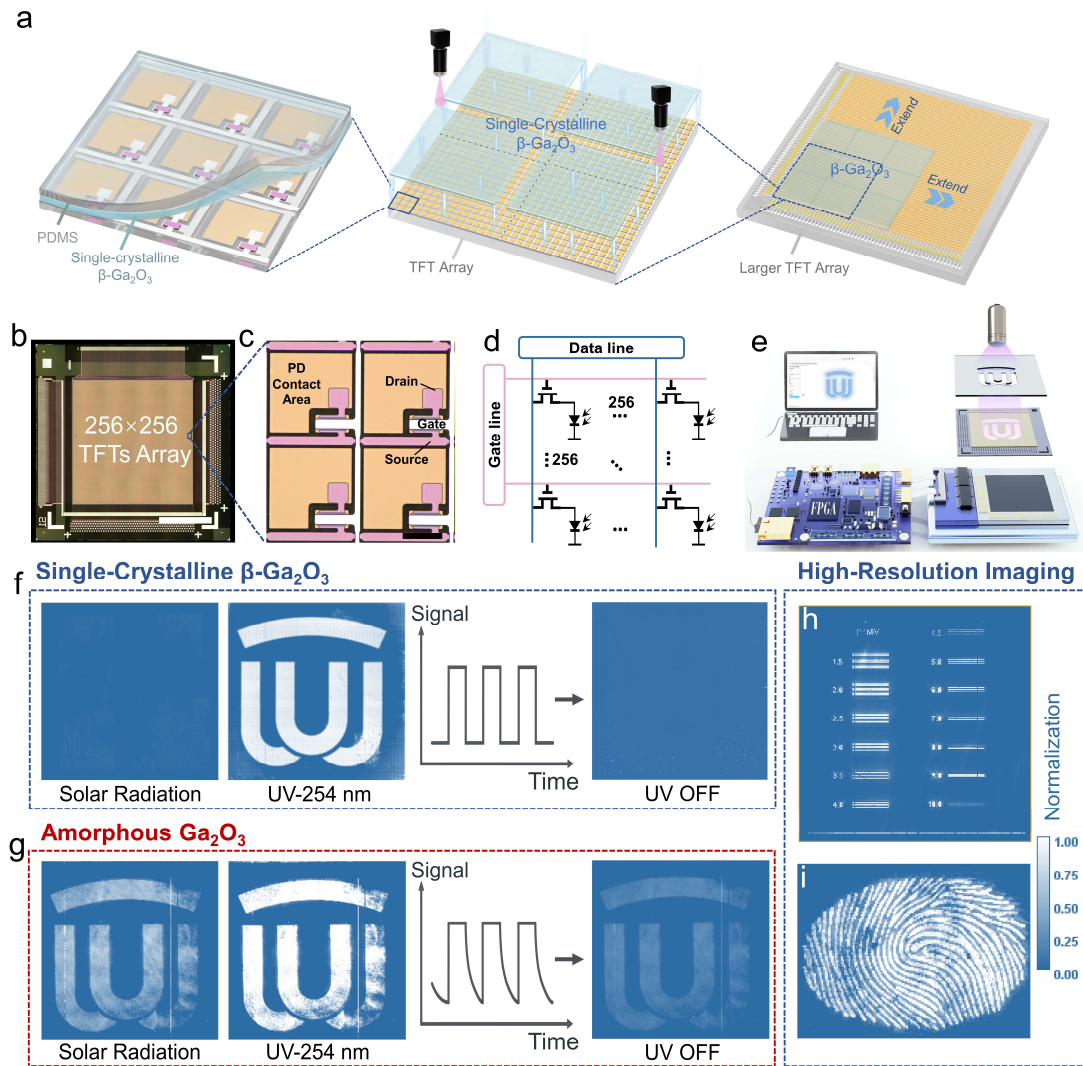 a
PDMS
Single-crystalline
β-Ga₂O₃
Single-Crystalline
β-Ga₂O₃
TFT Array
β-Ga₂O₃
Extend
Extend
Larger TFT Array
b
256×256
TFTs Array
c
PD
Contact
Area
Drain
Gate
Source
d
Data line
Gate line
256
256
e
FPGA
Single-Crystalline β-Ga₂O₃
f
Signal
Time
Solar Radiation
UV-254 nm
UV OFF
Amorphous Ga₂O₃
g
Signal
Time
Solar Radiation
UV-254 nm
UV OFF
High-Resolution Imaging
h
1.5
5.0
2.0
6.0
2.5
7.0
3.0
8.0
3.5
9.0
4.0
10.0
i
Normalization
1.00
0.75
0.50
0.25
0.00